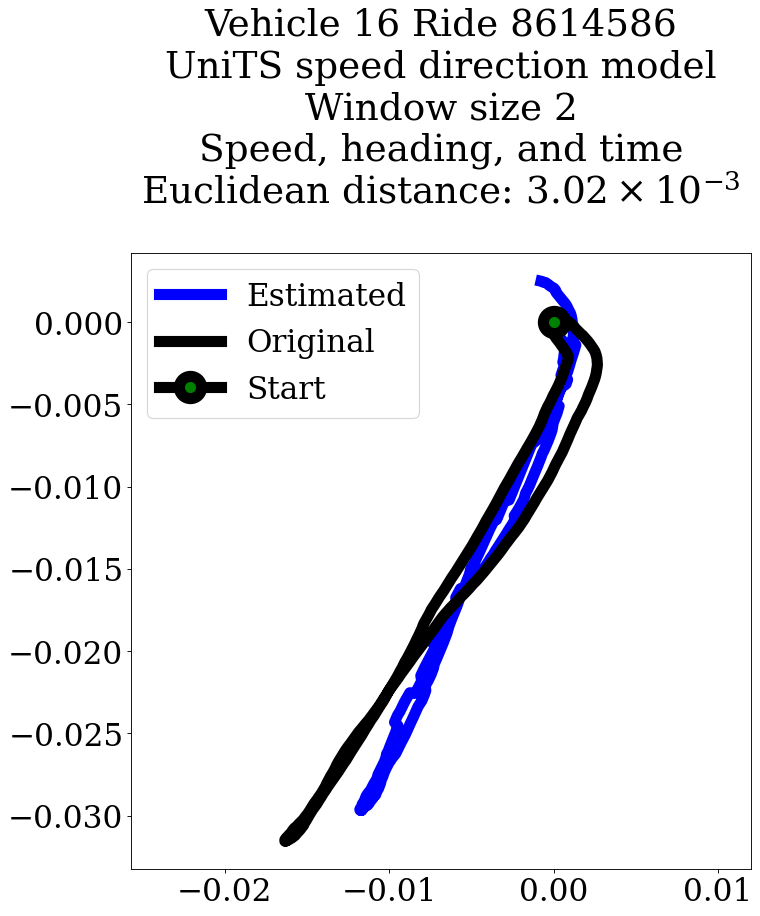 Vehicle 16 Ride 8614586
UniTS speed direction model
Window size 2
Speed, heading, and time
Euclidean distance: 3.02 × 10⁻³
Estimated
Original
Start
0.000
−0.005
−0.010
−0.015
−0.020
−0.025
−0.030
−0.02
−0.01
0.00
0.01